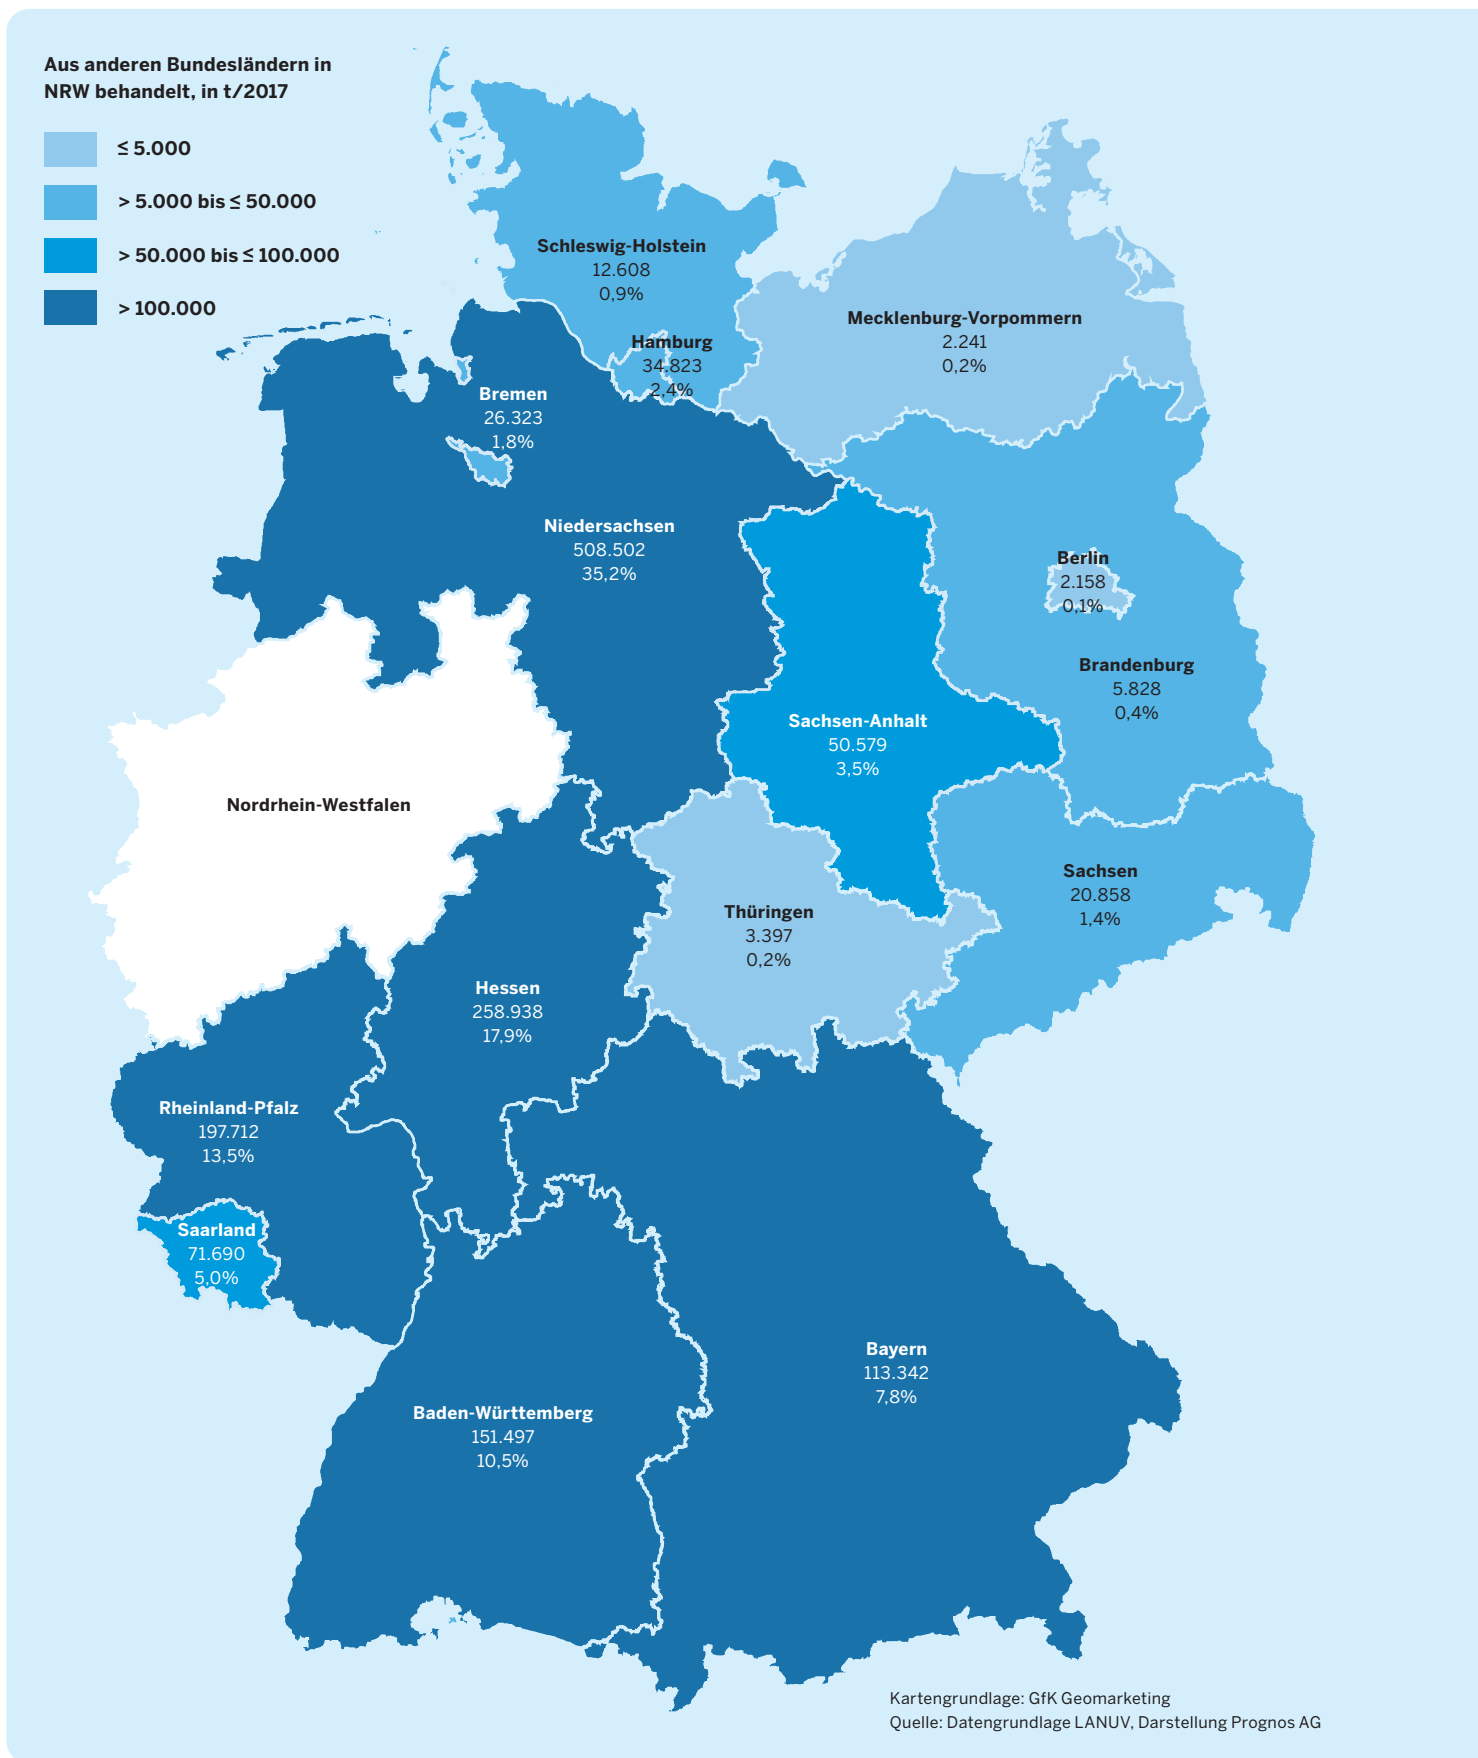 Aus anderen Bundesländern in
NRW behandelt, in t/2017
≤ 5.000
> 5.000 bis ≤ 50.000
> 50.000 bis ≤ 100.000
> 100.000
Schleswig-Holstein
12.608
0,9%
Mecklenburg-Vorpommern
2.241
0,2%
Hamburg
34.823
2,4%
Bremen
26.323
1,8%
Niedersachsen
508.502
35,2%
Berlin
2.158
0,1%
Brandenburg
5.828
0,4%
Sachsen-Anhalt
50.579
3,5%
Nordrhein-Westfalen
Sachsen
20.858
1,4%
Thüringen
3.397
0,2%
Hessen
258.938
17,9%
Rheinland-Pfalz
197.712
13,5%
Saarland
71.690
5,0%
Bayern
113.342
7,8%
Baden-Württemberg
151.497
10,5%
Kartengrundlage: GfK Geomarketing
Quelle: Datengrundlage LANUV, Darstellung Prognos AG